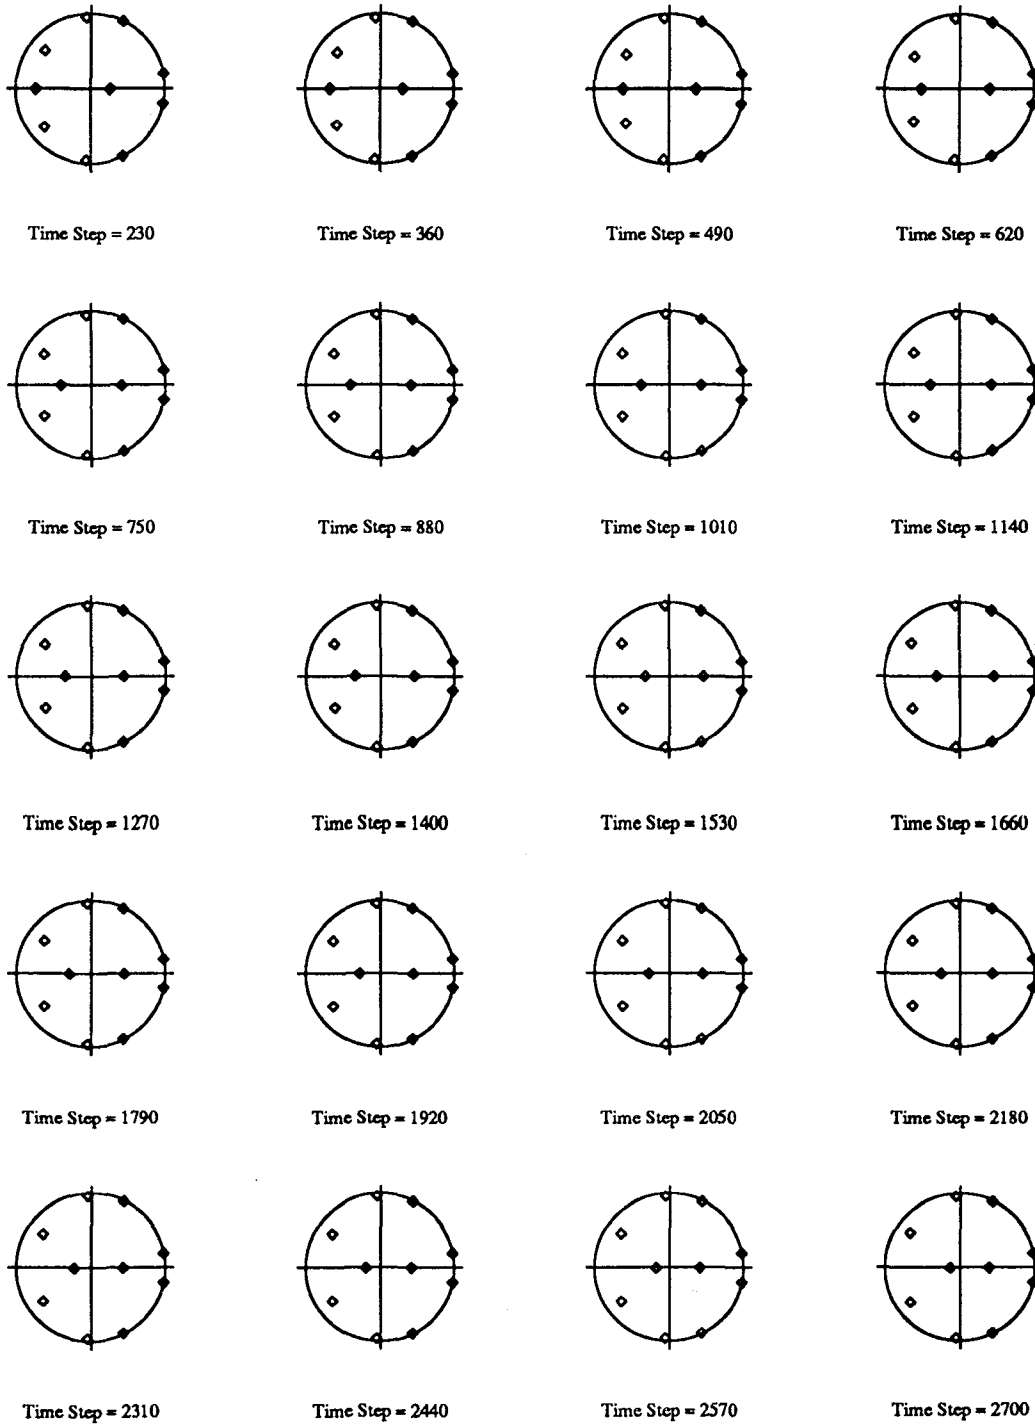 Time Step = 230
Time Step = 360
Time Step = 490
Time Step = 620
Time Step = 750
Time Step = 880
Time Step = 1010
Time Step = 1140
Time Step = 1270
Time Step = 1400
Time Step = 1530
Time Step = 1660
Time Step = 1790
Time Step = 1920
Time Step = 2050
Time Step = 2180
Time Step = 2310
Time Step = 2440
Time Step = 2570
Time Step = 2700